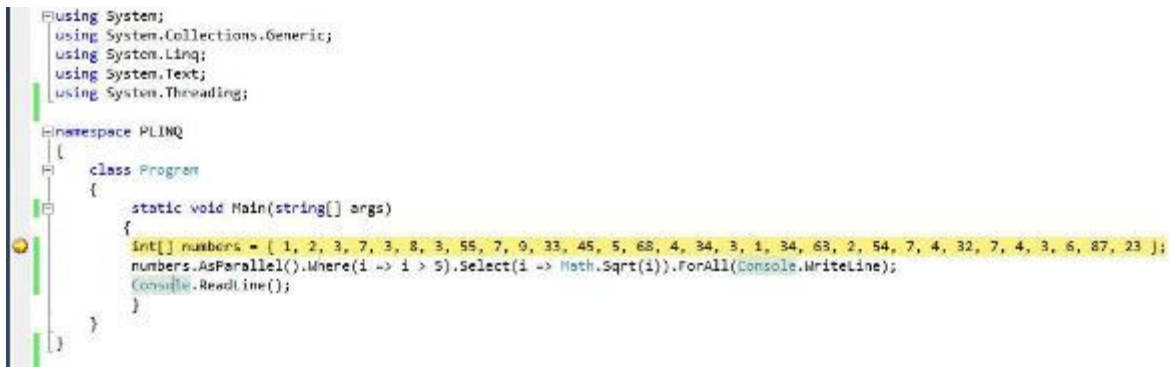 using System;
using System.Collections.Generic;
using System.Linq;
using System.Text;
using System.Threading;
namespace PLINQ
{
class Program
{
static void Main(string[] args)
{
int[] numbers = { 1, 2, 3, 7, 3, 8, 3, 55, 7, 9, 33, 45, 5, 68, 4, 34, 3, 1, 34, 63, 2, 54, 7, 4, 32, 7, 4, 3, 6, 87, 23 };
numbers.AsParallel().Where(i => i > 5).Select(i => Math.Sqrt(i)).ForAll(Console.WriteLine);
Console.ReadLine();
}
}
}